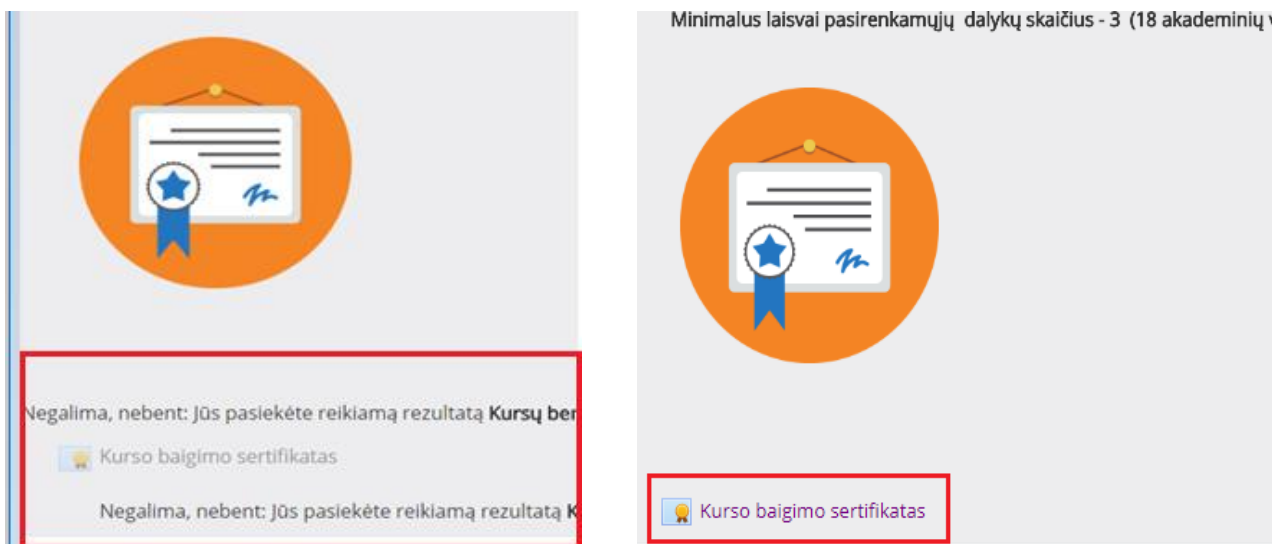 Negalima, nebent: Jūs pasiekėte reikiamą rezultatą Kursų
Kurso baigimo sertifikatas
Negalima, nebent: Jūs pasiekėte reikiamą rezultatą
Minimalus laisvai pasirenkamųjų dalykų skaičius - 3 (18 akademinių
Kurso baigimo sertifikatas